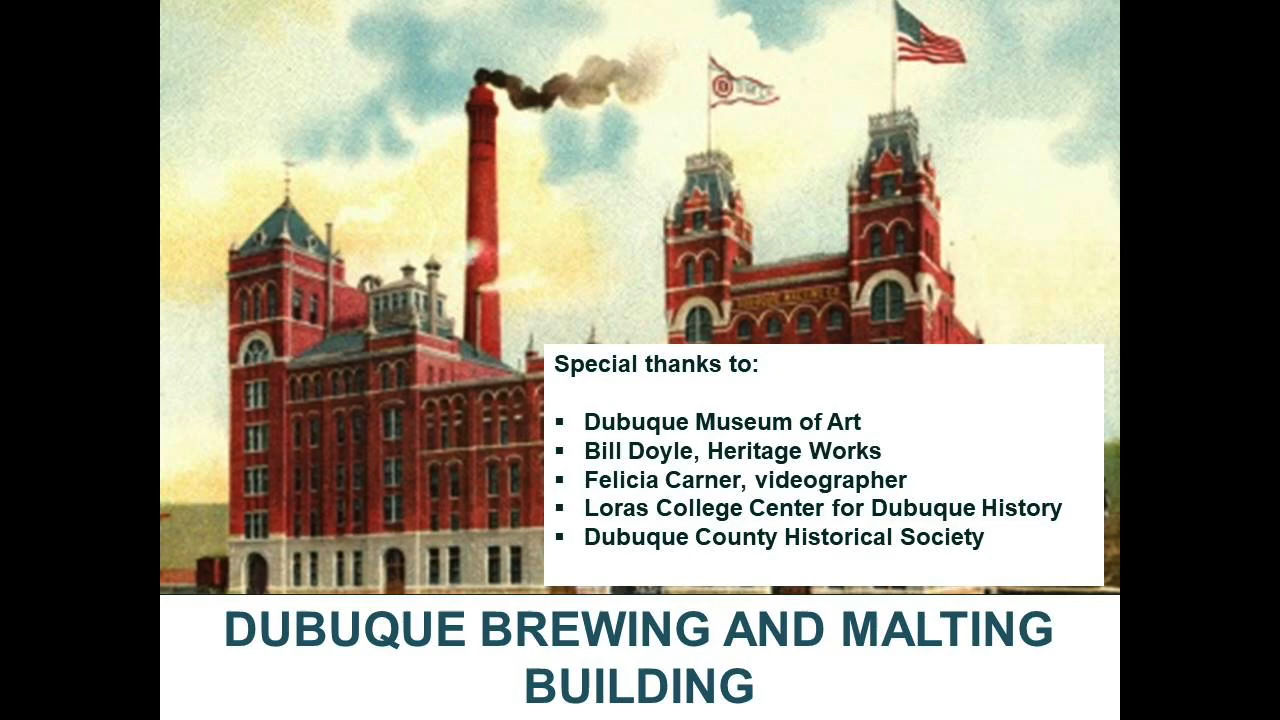 Special thanks to:
▪ Dubuque Museum of Art
▪ Bill Doyle, Heritage Works
▪ Felicia Carner, videographer
▪ Loras College Center for Dubuque History
▪ Dubuque County Historical Society
DUBUQUE BREWING AND MALTING
BUILDING